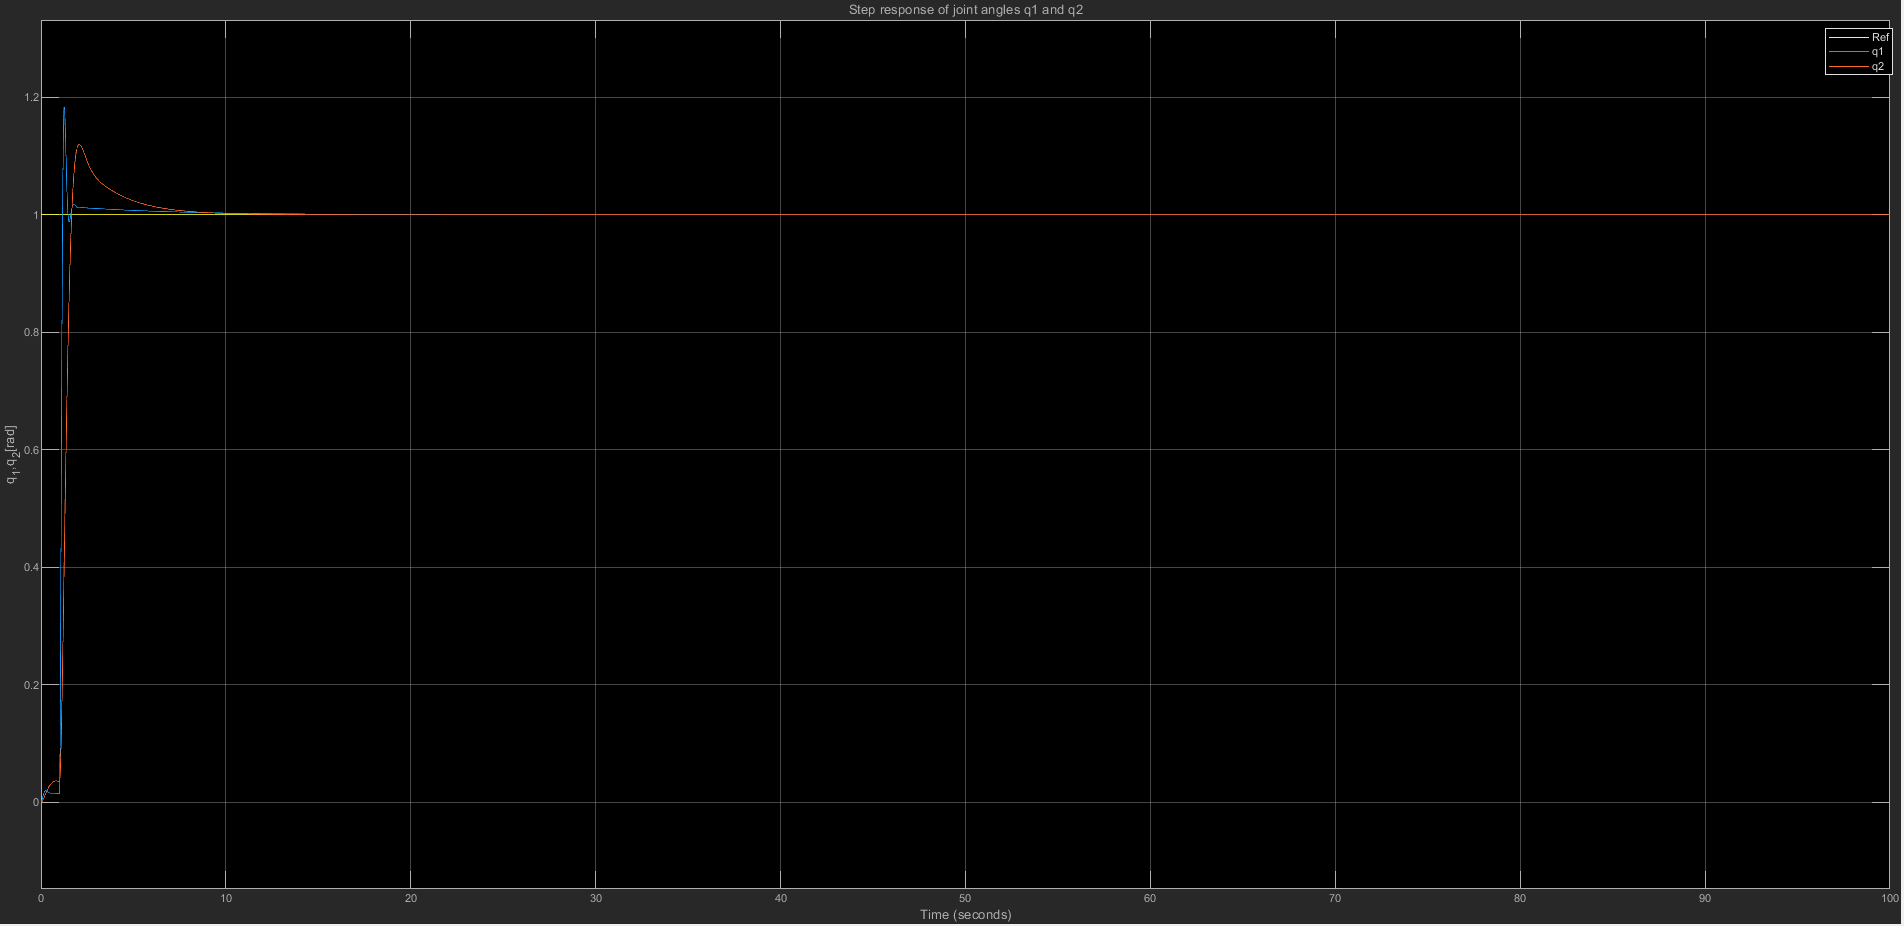 Step response of joint angles q1 and q2
Ref
q1
q2
1.2
1
0.8
0.6
0.4
0.2
0
q1,q2[rad]
0 10 20 30 40 50 60 70 80 90 100
Time (seconds)